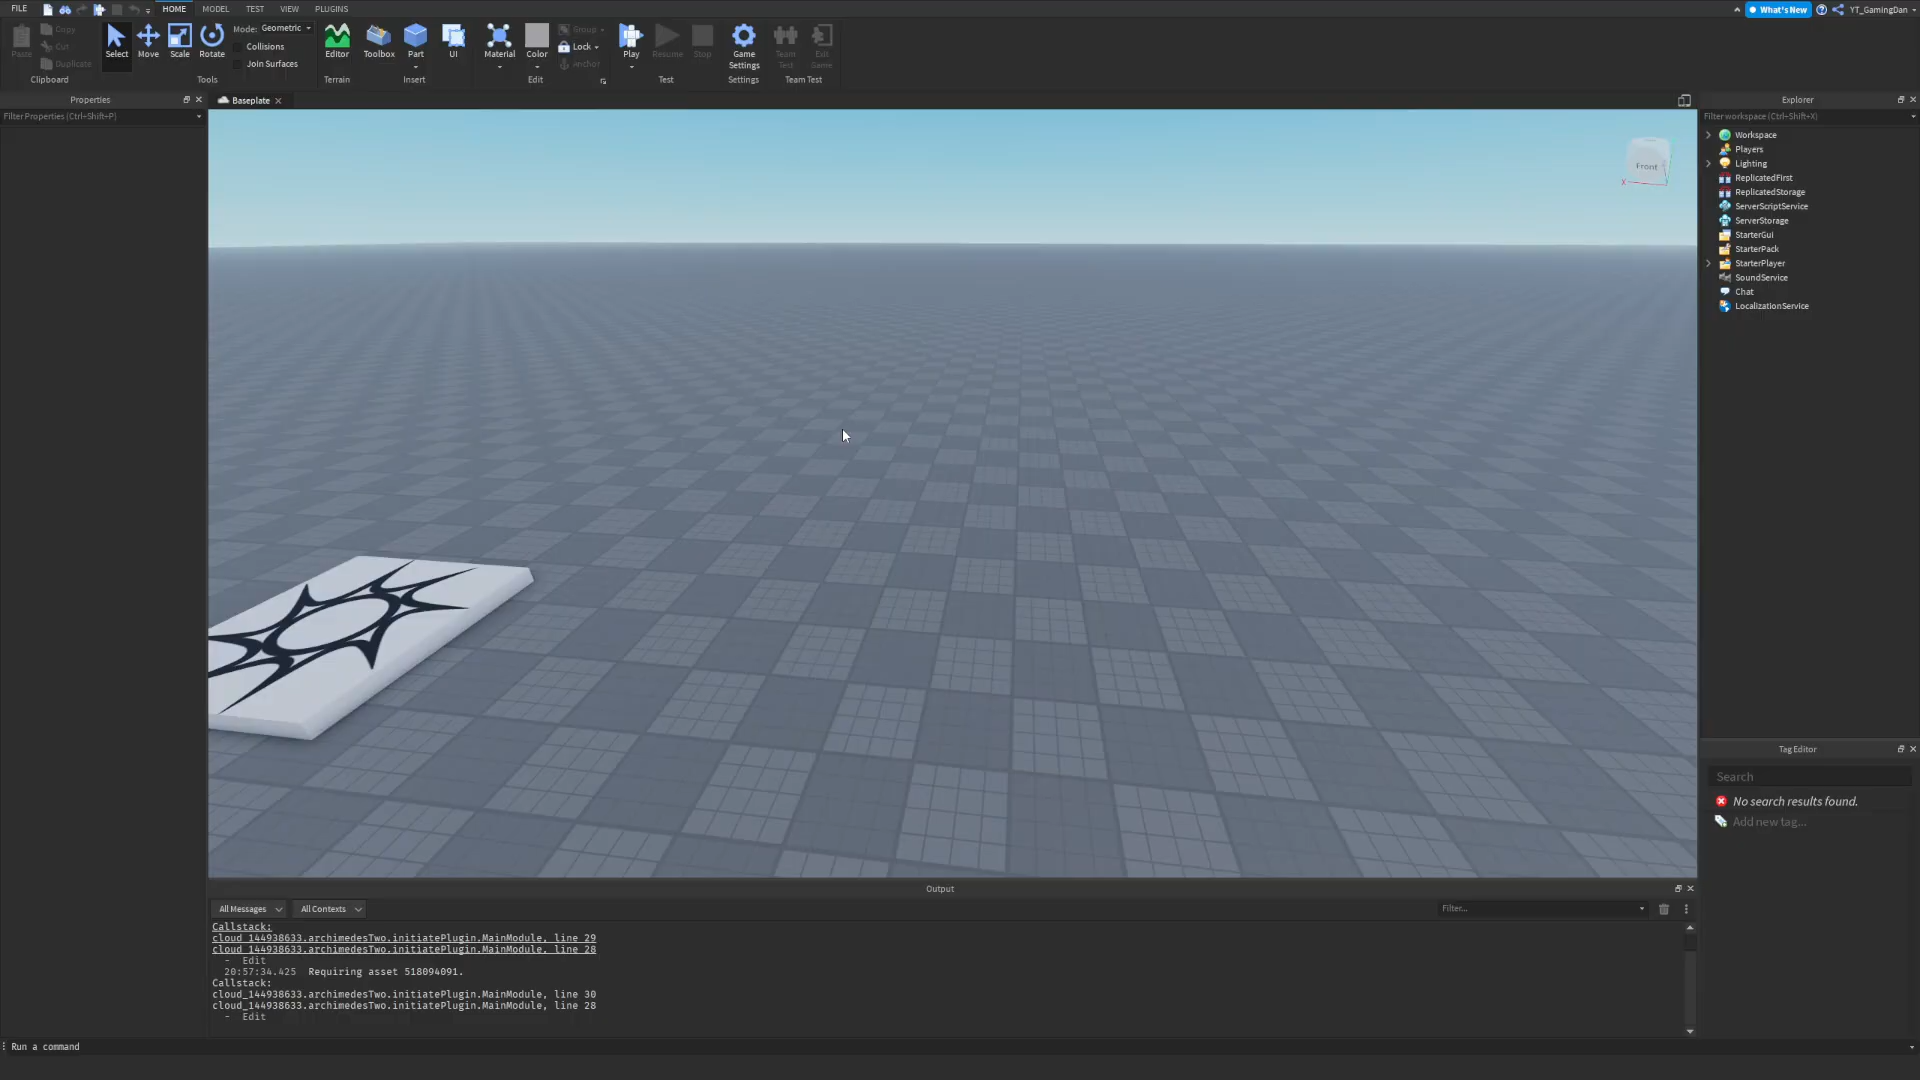 FILE HOME MODEL TEST VIEW PLUGINS What's New YT_GamingDan
Paste Copy Cut Duplicate Clipboard
Select Move Scale Rotate Mode: Geometric Collisions Join Surfaces Tools
Editor Terrain
Toolbox Part UI Insert
Material Color Group Lock Anchor Edit
Play Resume Stop Test
Game Settings Settings
Team Test Exit Game Team Test
Properties
Filter Properties (Ctrl+Shift+P)
Baseplate
Front
X
Explorer
Filter workspace (Ctrl+Shift+X)
Workspace
Players
Lighting
ReplicatedFirst
ReplicatedStorage
ServerScriptService
ServerStorage
StarterGui
StarterPack
StarterPlayer
SoundService
Chat
LocalizationService
Tag Editor
Search
No search results found.
Add new tag...
Output
All Messages All Contexts Filter...
Callstack:
cloud_144938633.archimedesTwo.initiatePlugin.MainModule, line 29
cloud_144938633.archimedesTwo.initiatePlugin.MainModule, line 28
- Edit
20:57:34.425 Requiring asset 518094091.
Callstack:
cloud_144938633.archimedesTwo.initiatePlugin.MainModule, line 30
cloud_144938633.archimedesTwo.initiatePlugin.MainModule, line 28
- Edit
Run a command